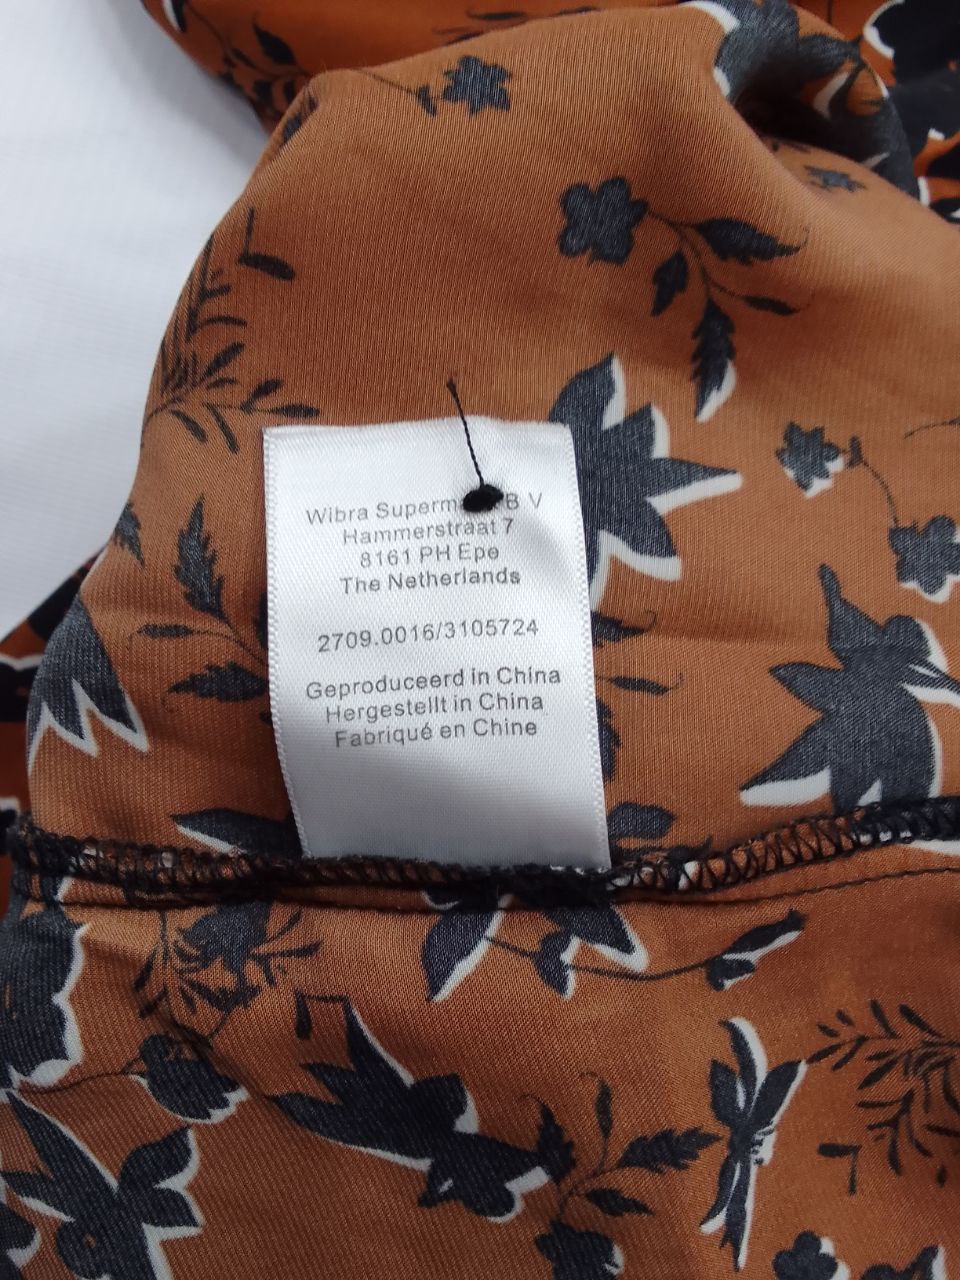 Wibra B V
Hammerstraat 7
8161 PH Epe
The Netherlands
2709.0016/3105724
Geproduceerd in China
Hergestellt in China
Fabriqué en Chine